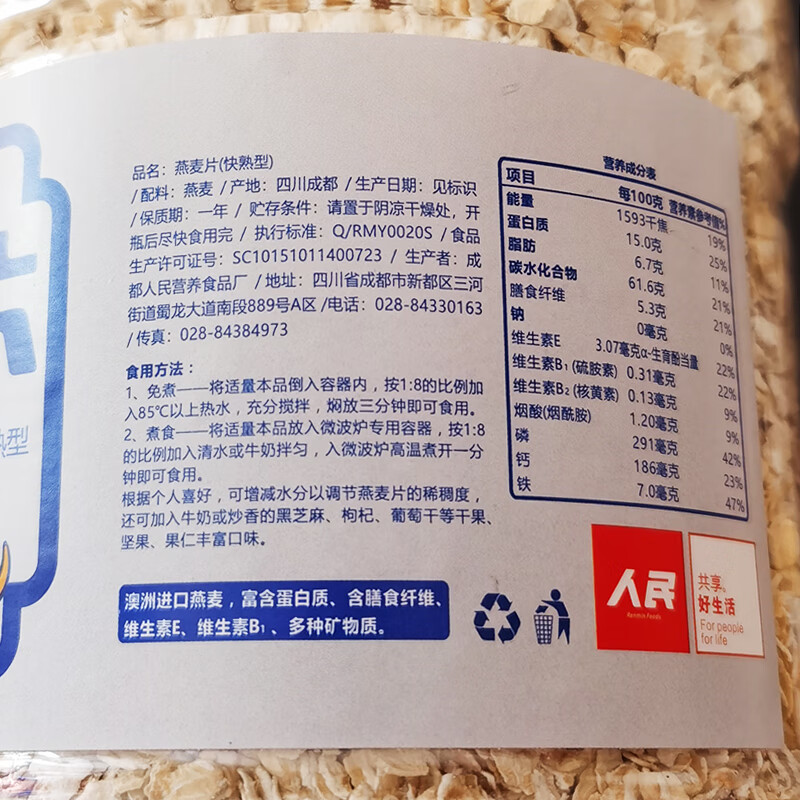 品名：燕麦片(快熟型)
/ 配料：燕麦 / 产地：四川成都 / 生产日期：见标识
/ 保质期：一年 / 贮存条件：请置于阴凉干燥处，开
瓶后尽快食用完 / 执行标准：Q/RMY0020S / 食品
生产许可证号：SC10151011400723 / 生产者：成
都人民营养食品厂 / 地址：四川省成都市新都区三河
街道蜀龙大道南段889号A区 /电话：028-84330163
/ 传真：028-84384973
食用方法：
1、免煮——将适量本品倒入容器内，按1:8的比例加
入85℃以上热水，充分搅拌，焖放三分钟即可食用。
2、煮食——将适量本品放入微波炉专用容器，按1:8
的比例加入清水或牛奶拌匀，入微波炉高温煮开一分
钟即可食用。
根据个人喜好，可增减水分以调节燕麦片的稀稠度，
还可加入牛奶或炒香的黑芝麻、枸杞、葡萄干等干果、
坚果、果仁丰富口味。
澳洲进口燕麦，富含蛋白质、含膳食纤维、
维生素E、维生素B₁、多种矿物质。
营养成分表
项目 每100克 营养素参考值%
能量 1593千焦 19%
蛋白质 15.0克 25%
脂肪 6.7克 11%
碳水化合物 61.6克 21%
膳食纤维 5.3克 21%
钠 0毫克 0%
维生素E 3.07毫克α-生育酚当量 22%
维生素B₁ (硫胺素) 0.31毫克 22%
维生素B₂ (核黄素) 0.13毫克 9%
烟酸(烟酰胺) 1.20毫克 9%
磷 291毫克 42%
钙 186毫克 23%
铁 7.0毫克 47%
人民
Renmin Foods
共享。
好生活
For people
for life
热型